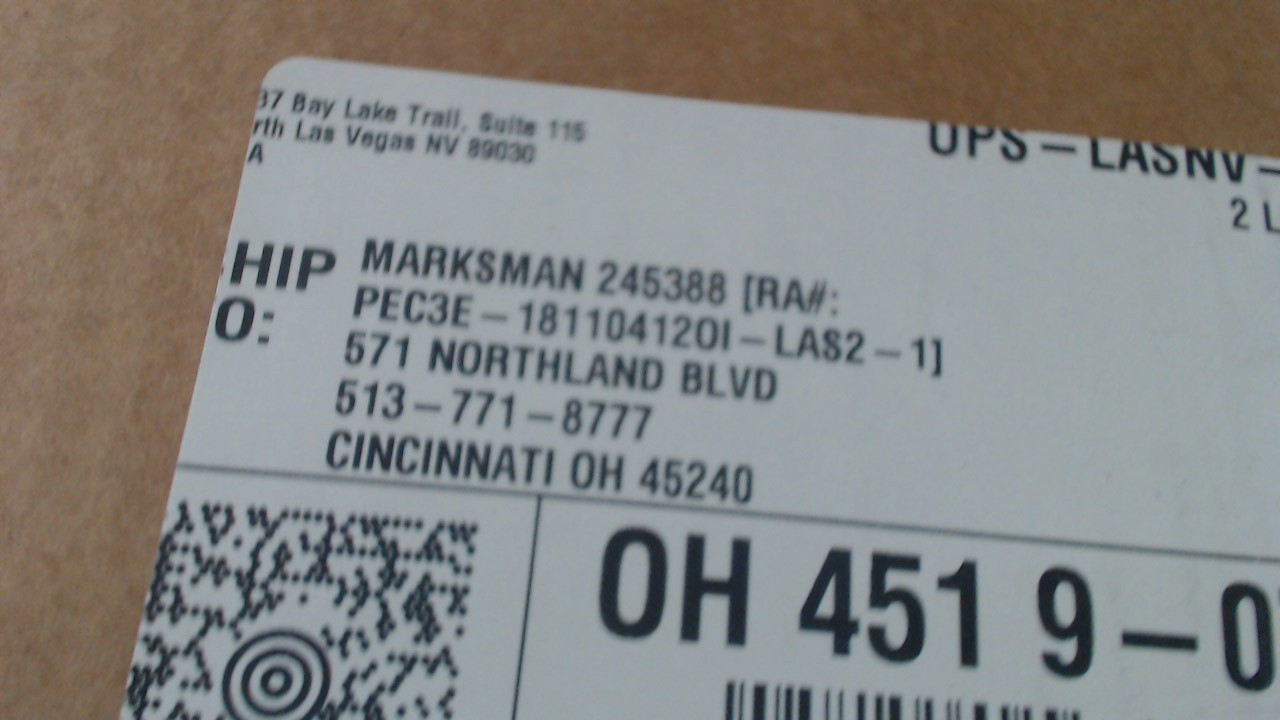 37 Bay Lake Trail, Suite 115
rth Las Vegas NV 89030
A
UPS – LASNV –
2 L
HIP
O:
MARKSMAN 245388 [RA#:
PEC3E – 181104120I – LAS2 – 1]
571 NORTHLAND BLVD
513 – 771 – 8777
CINCINNATI OH 45240
OH 451 9 – 0